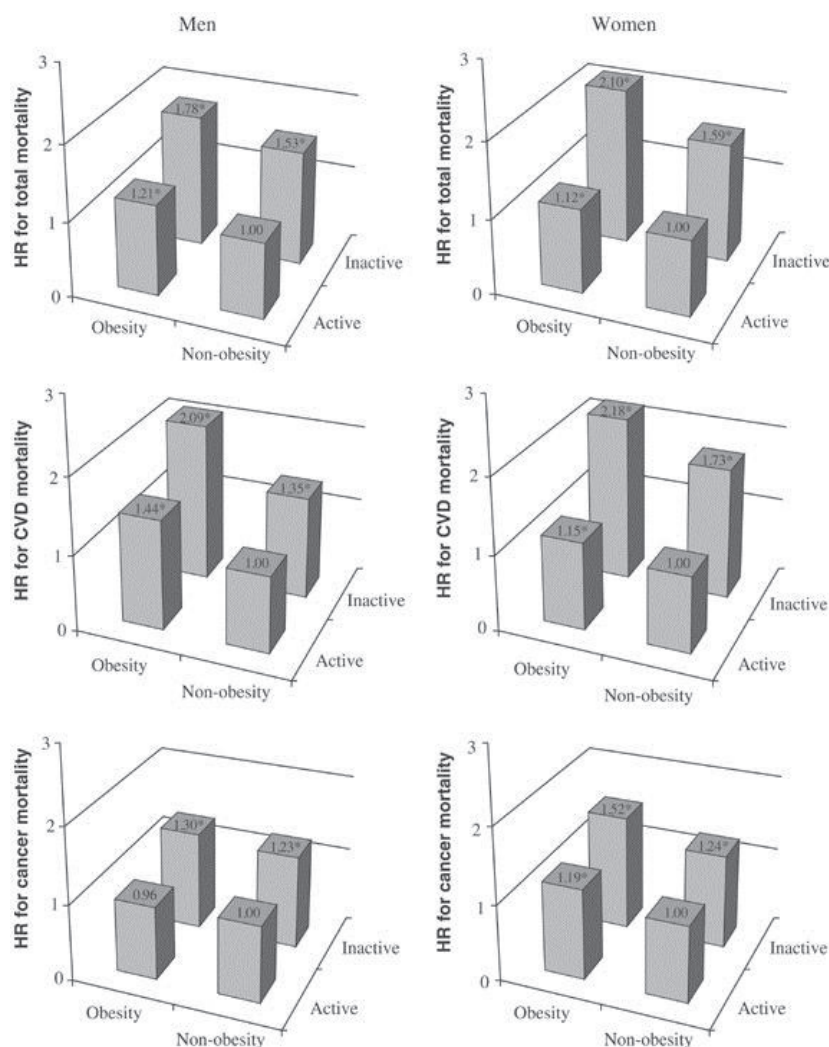 Men
Women
HR for total mortality
3
2
1
0
1.78*
1.53*
1.21*
1.00
Inactive
Active
Obesity
Non-obesity
HR for total mortality
3
2
1
0
2.10*
1.59*
1.12*
1.00
Inactive
Active
Obesity
Non-obesity
HR for CVD mortality
3
2
1
0
2.09*
1.35*
1.44*
1.00
Inactive
Active
Obesity
Non-obesity
HR for CVD mortality
3
2
1
0
2.18*
1.73*
1.15*
1.00
Inactive
Active
Obesity
Non-obesity
HR for cancer mortality
3
2
1
0
1.30*
1.23*
0.96
1.00
Inactive
Active
Obesity
Non-obesity
HR for cancer mortality
3
2
1
0
1.52*
1.24*
1.19*
1.00
Inactive
Active
Obesity
Non-obesity